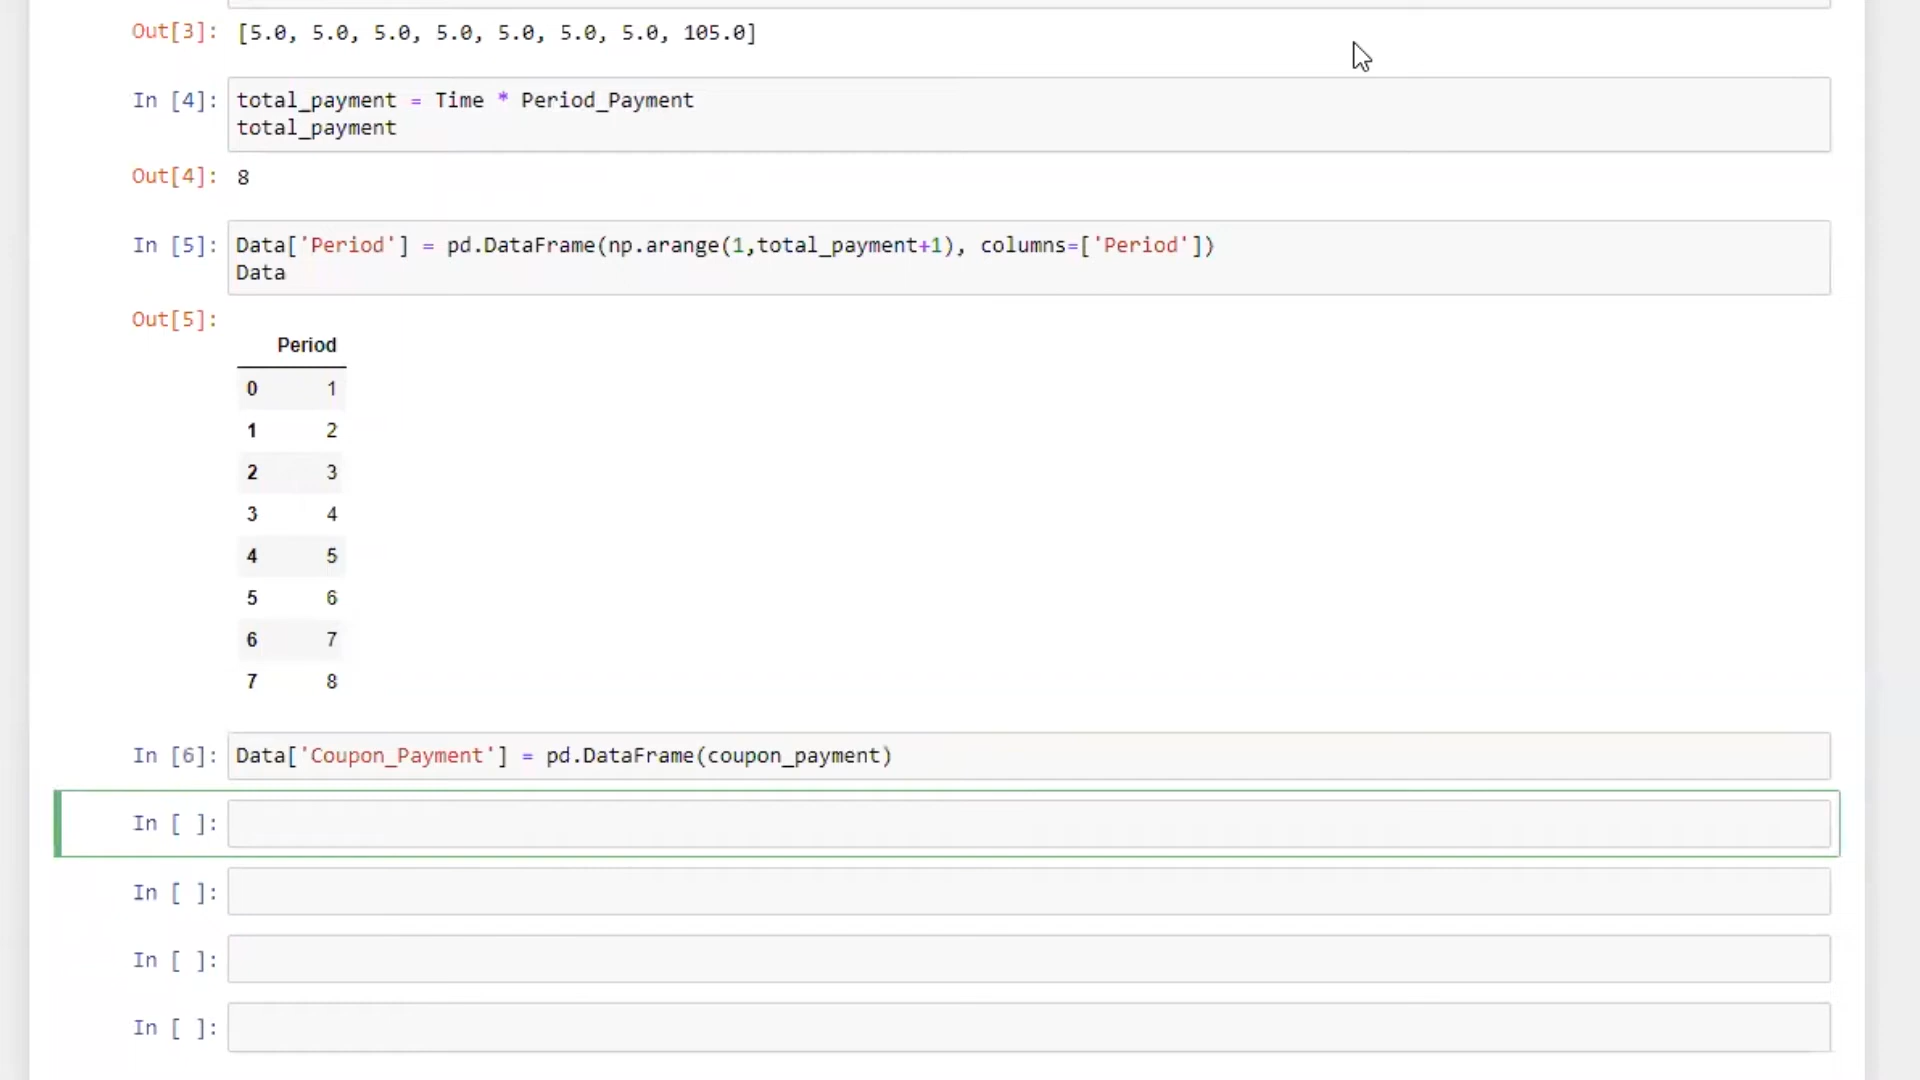 Out[3]: [5.0, 5.0, 5.0, 5.0, 5.0, 5.0, 5.0, 105.0]
In [4]: total_payment = Time * Period_Payment
total_payment
Out[4]: 8
In [5]: Data['Period'] = pd.DataFrame(np.arange(1,total_payment+1), columns=['Period'])
Data
Out[5]:
Period
0 1
1 2
2 3
3 4
4 5
5 6
6 7
7 8
In [6]: Data['Coupon_Payment'] = pd.DataFrame(coupon_payment)
In [ ]:
In [ ]:
In [ ]:
In [ ]: